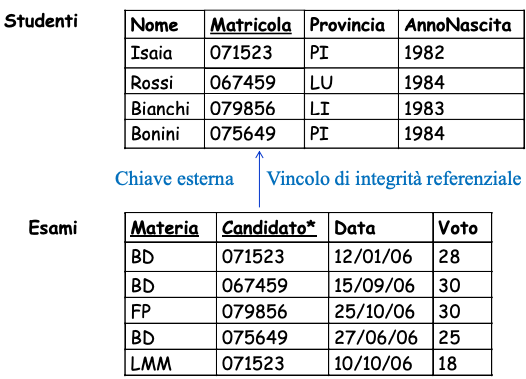 Studenti
Nome Matricola Provincia AnnoNascita
Isaia 071523 PI 1982
Rossi 067459 LU 1984
Bianchi 079856 LI 1983
Bonini 075649 PI 1984
Chiave esterna Vincolo di integrità referenziale
Esami
Materia Candidato* Data Voto
BD 071523 12/01/06 28
BD 067459 15/09/06 30
FP 079856 25/10/06 30
BD 075649 27/06/06 25
LMM 071523 10/10/06 18